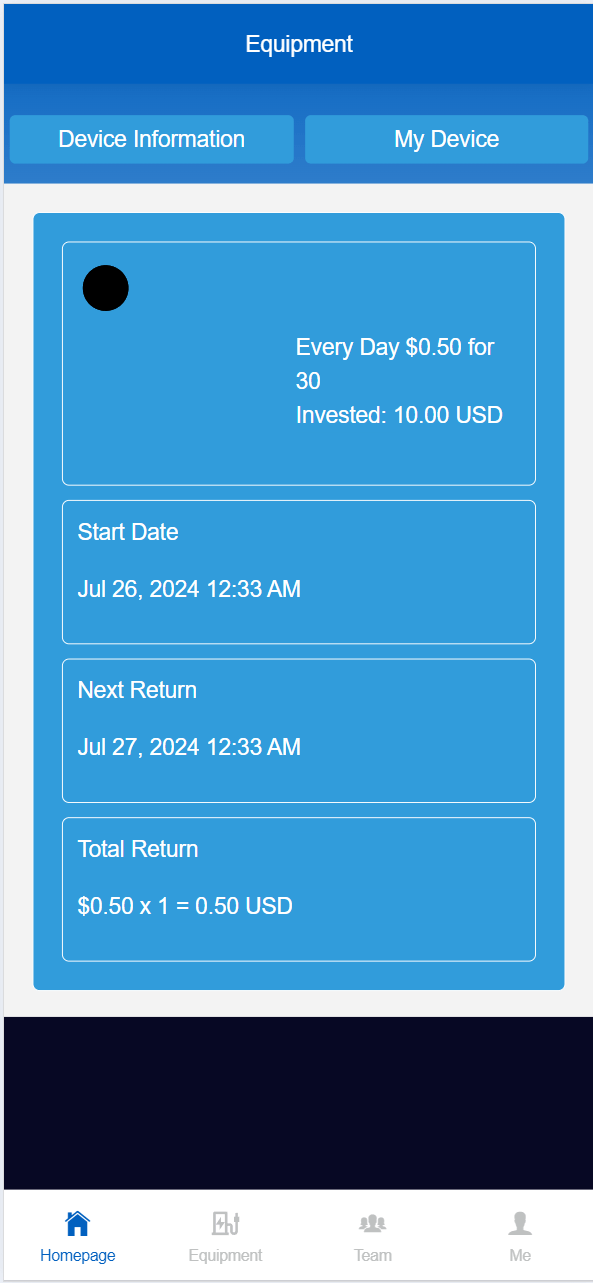 Equipment
Device Information
My Device
Every Day $0.50 for
30
Invested: 10.00 USD
Start Date
Jul 26, 2024 12:33 AM
Next Return
Jul 27, 2024 12:33 AM
Total Return
$0.50 x 1 = 0.50 USD
Homepage
Equipment
Team
Me